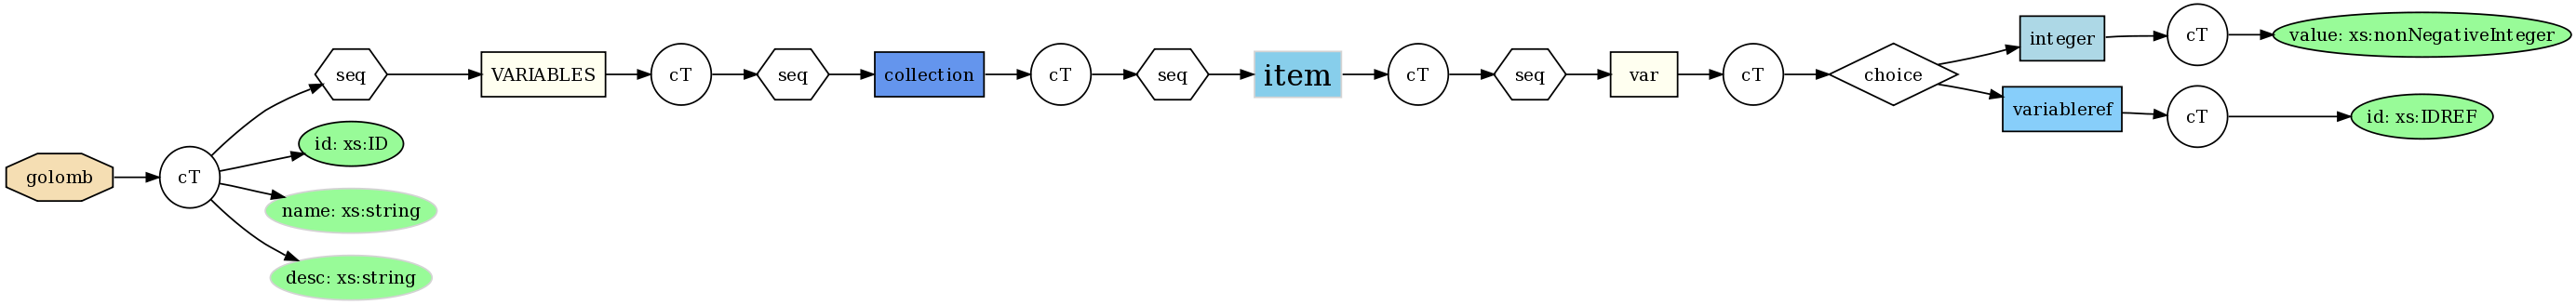 golomb
cT
seq
id: xs:ID
name: xs:string
desc: xs:string
VARIABLES
cT
seq
collection
cT
seq
item
cT
seq
var
cT
choice
integer
cT
value: xs:nonNegativeInteger
variableref
cT
id: xs:IDREF